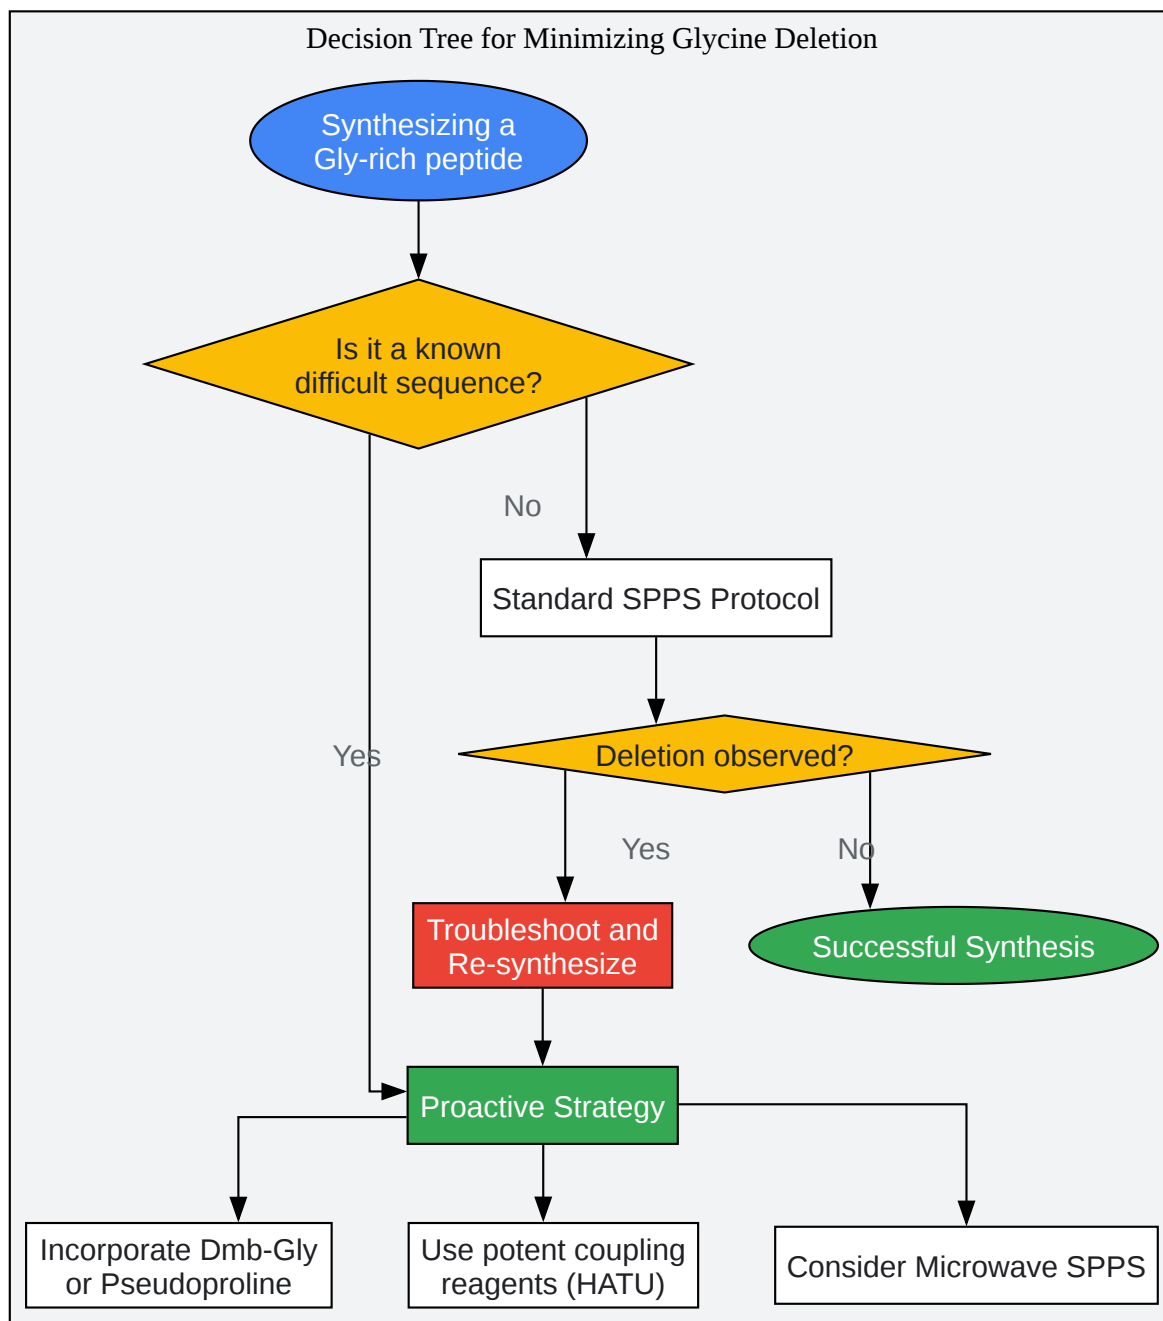 Decision Tree for Minimizing Glycine Deletion
Synthesizing a
Gly-rich peptide
Is it a known
difficult sequence?
No
Standard SPPS Protocol
Yes
Deletion observed?
Yes
No
Troubleshoot and
Re-synthesize
Successful Synthesis
Proactive Strategy
Incorporate Dmb-Gly
or Pseudoproline
Use potent coupling
reagents (HATU)
Consider Microwave SPPS